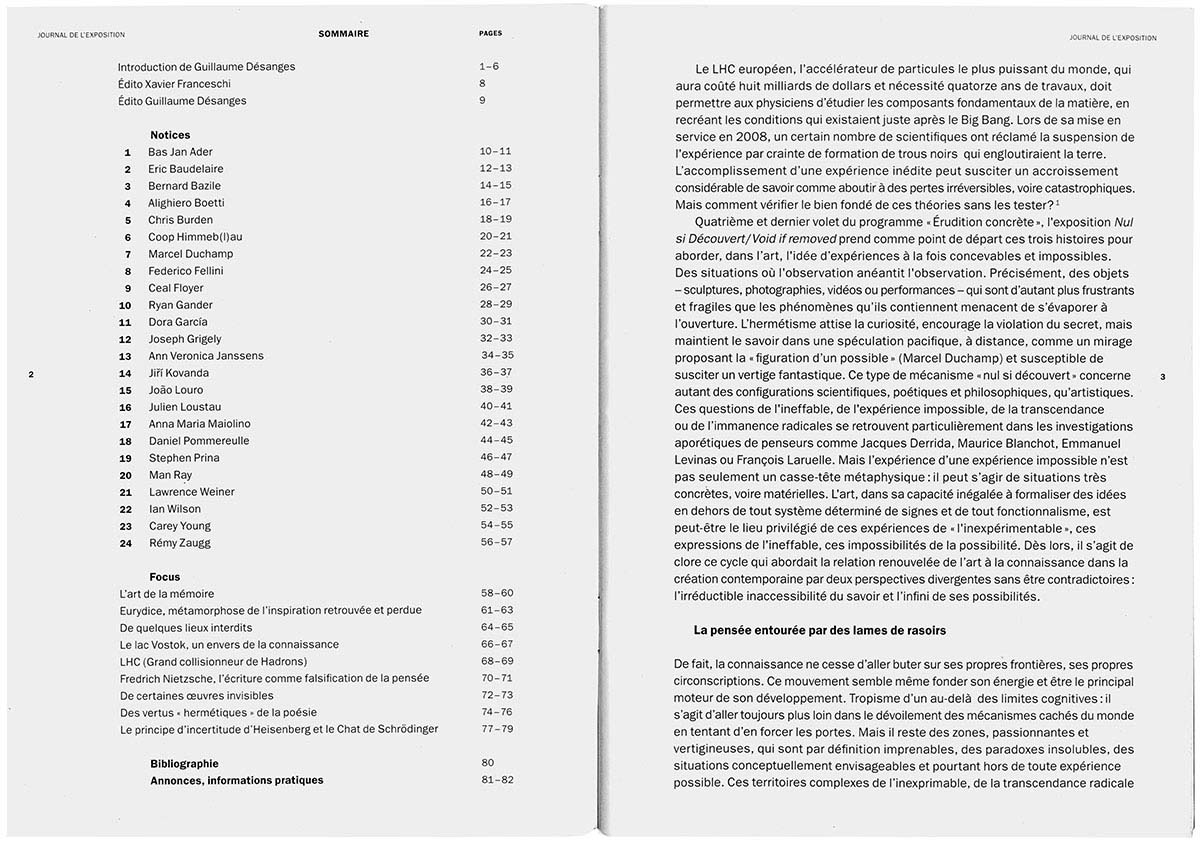 JOURNAL DE L'EXPOSITION
SOMMAIRE
PAGES
Introduction de Guillaume Désanges 1–6
Édito Xavier Franceschi 8
Édito Guillaume Désanges 9
Notices
1 Bas Jan Ader 10–11
2 Eric Baudelaire 12–13
3 Bernard Bazile 14–15
4 Alighiero Boetti 16–17
5 Chris Burden 18–19
6 Coop Himmeb(l)au 20–21
7 Marcel Duchamp 22–23
8 Federico Fellini 24–25
9 Ceal Floyer 26–27
10 Ryan Gander 28–29
11 Dora García 30–31
12 Joseph Grigely 32–33
13 Ann Veronica Janssens 34–35
14 Jiří Kovanda 36–37
15 João Louro 38–39
16 Julien Loustau 40–41
17 Anna Maria Maiolino 42–43
18 Daniel Pommereulle 44–45
19 Stephen Prina 46–47
20 Man Ray 48–49
21 Lawrence Weiner 50–51
22 Ian Wilson 52–53
23 Carey Young 54–55
24 Rémy Zaugg 56–57
Focus
L'art de la mémoire 58–60
Eurydice, métamorphose de l'inspiration retrouvée et perdue 61–63
De quelques lieux interdits 64–65
Le lac Vostok, un envers de la connaissance 66–67
LHC (Grand collisionneur de Hadrons) 68–69
Fredrich Nietzsche, l'écriture comme falsification de la pensée 70–71
De certaines œuvres invisibles 72–73
Des vertus « hermétiques » de la poésie 74–76
Le principe d'incertitude d'Heisenberg et le Chat de Schrödinger 77–79
Bibliographie 80
Annonces, informations pratiques 81–82
2
JOURNAL DE L'EXPOSITION
Le LHC européen, l'accélérateur de particules le plus puissant du monde, qui
aura coûté huit milliards de dollars et nécessité quatorze ans de travaux, doit
permettre aux physiciens d'étudier les composants fondamentaux de la matière, en
recréant les conditions qui existaient juste après le Big Bang. Lors de sa mise en
service en 2008, un certain nombre de scientifiques ont réclamé la suspension de
l'expérience par crainte de formation de trous noirs qui engloutiraient la terre.
L'accomplissement d'une expérience inédite peut susciter un accroissement
considérable de savoir comme aboutir à des pertes irréversibles, voire catastrophiques.
Mais comment vérifier le bien fondé de ces théories sans les tester? 1
Quatrième et dernier volet du programme « Érudition concrète », l'exposition Nul
si Découvert/Void if removed prend comme point de départ ces trois histoires pour
aborder, dans l'art, l'idée d'expériences à la fois concevables et impossibles.
Des situations où l'observation anéantit l'observation. Précisément, des objets
– sculptures, photographies, vidéos ou performances – qui sont d'autant plus frustrants
et fragiles que les phénomènes qu'ils contiennent menacent de s'évaporer à
l'ouverture. L'hermétisme attise la curiosité, encourage la violation du secret, mais
maintient le savoir dans une spéculation pacifique, à distance, comme un mirage
proposant la « figuration d'un possible » (Marcel Duchamp) et susceptible de
susciter un vertige fantastique. Ce type de mécanisme « nul si découvert » concerne
autant des configurations scientifiques, poétiques et philosophiques, qu'artistiques.
Ces questions de l'ineffable, de l'expérience impossible, de la transcendance
ou de l'immanence radicales se retrouvent particulièrement dans les investigations
aporétiques de penseurs comme Jacques Derrida, Maurice Blanchot, Emmanuel
Levinas ou François Laruelle. Mais l'expérience d'une expérience impossible n'est
pas seulement un casse-tête métaphysique : il peut s'agir de situations très
concrètes, voire matérielles. L'art, dans sa capacité inégalée à formaliser des idées
en dehors de tout système déterminé de signes et de tout fonctionnalisme, est
peut-être le lieu privilégié de ces expériences de « l'inexpérimentable », ces
expressions de l'ineffable, ces impossibilités de la possibilité. Dès lors, il s'agit de
clore ce cycle qui abordait la relation renouvelée de l'art à la connaissance dans la
création contemporaine par deux perspectives divergentes sans être contradictoires :
l'irréductible inaccessibilité du savoir et l'infini de ses possibilités.
La pensée entourée par des lames de rasoirs
De fait, la connaissance ne cesse d'aller buter sur ses propres frontières, ses propres
circonscriptions. Ce mouvement semble même fonder son énergie et être le principal
moteur de son développement. Tropisme d'un au-delà des limites cognitives : il
s'agit d'aller toujours plus loin dans le dévoilement des mécanismes cachés du monde
en tentant d'en forcer les portes. Mais il reste des zones, passionnantes et
vertigineuses, qui sont par définition imprenables, des paradoxes insolubles, des
situations conceptuellement envisageables et pourtant hors de toute expérience
possible. Ces territoires complexes de l'inexprimable, de la transcendance radicale
3